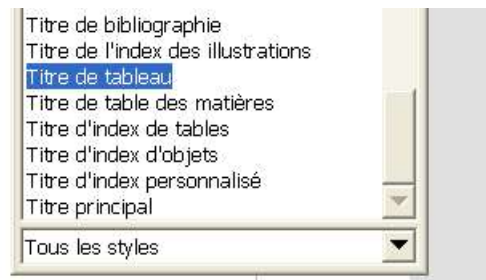 Titre de bibliographie
Titre de l'index des illustrations
Titre de tableau
Titre de table des matières
Titre d'index de tables
Titre d'index d'objets
Titre d'index personnalisé
Titre principal
Tous les styles